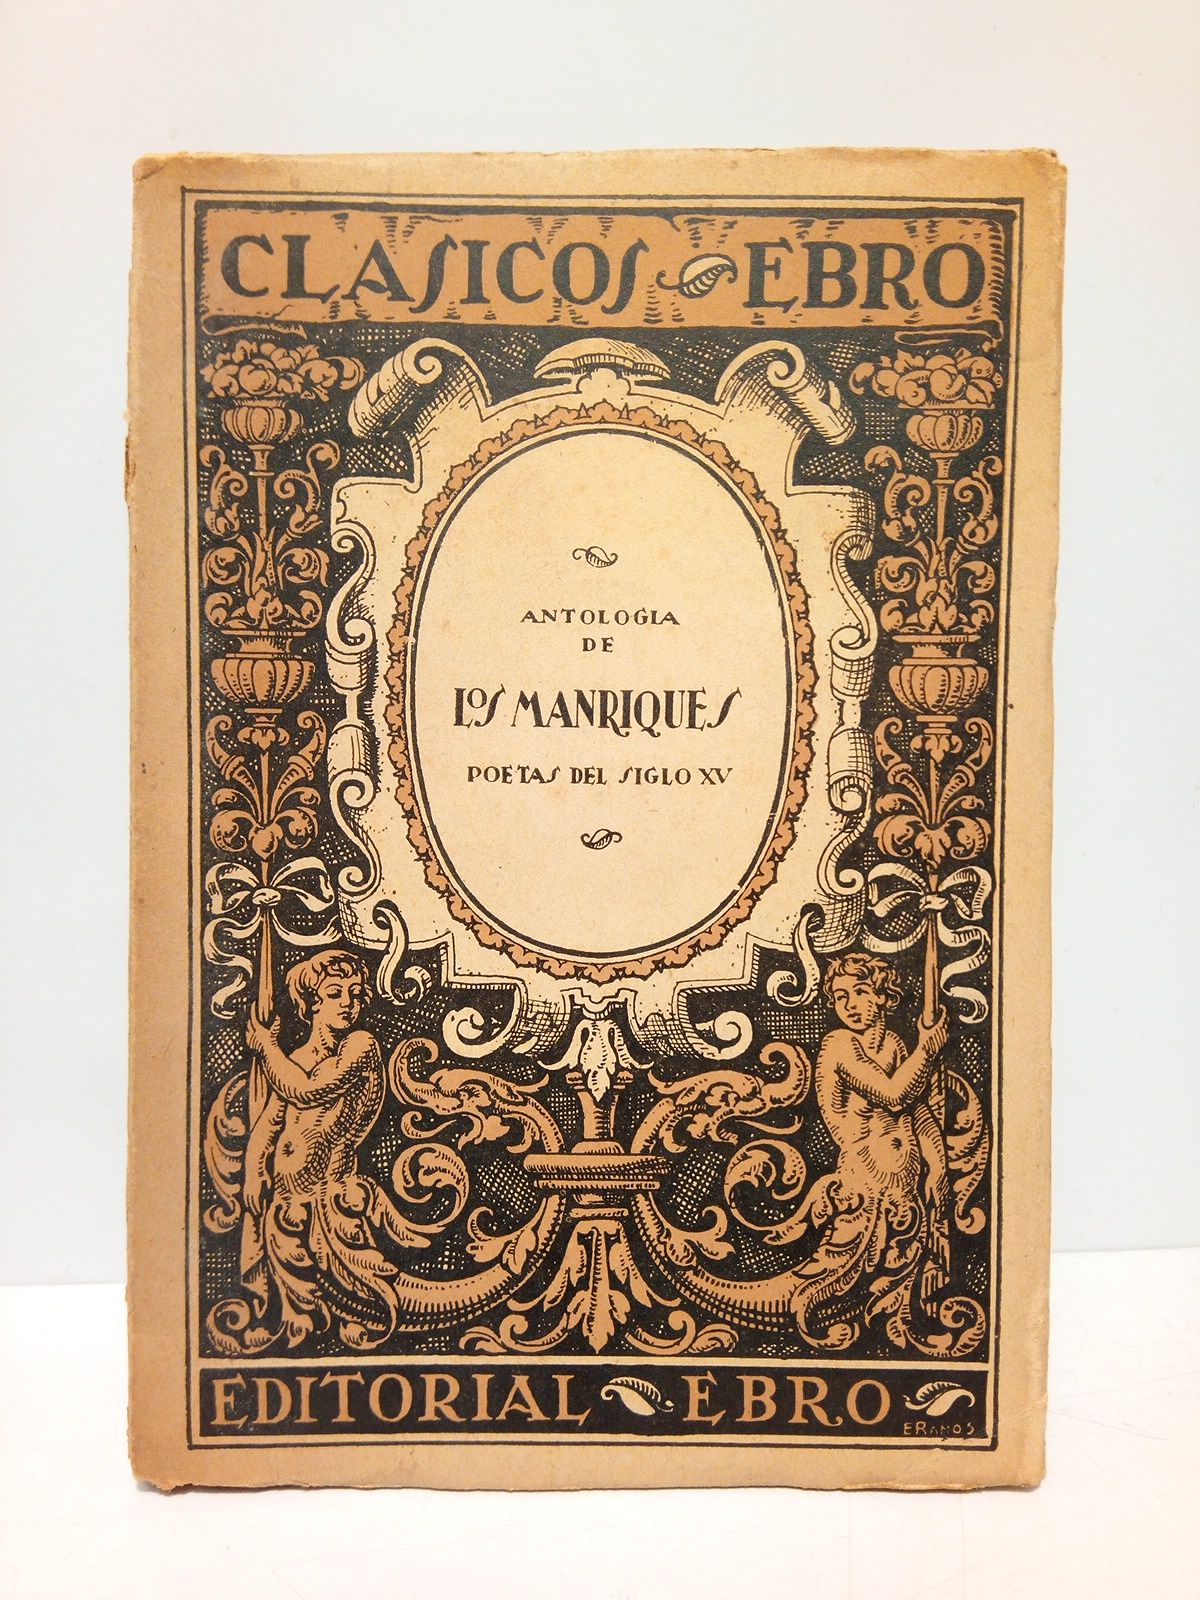 CLASICOS EBRO
ANTOLOGIA
DE
LOS MANRIQUES
POETAS DEL SIGLO XV
EDITORIAL EBRO
E RAMOS